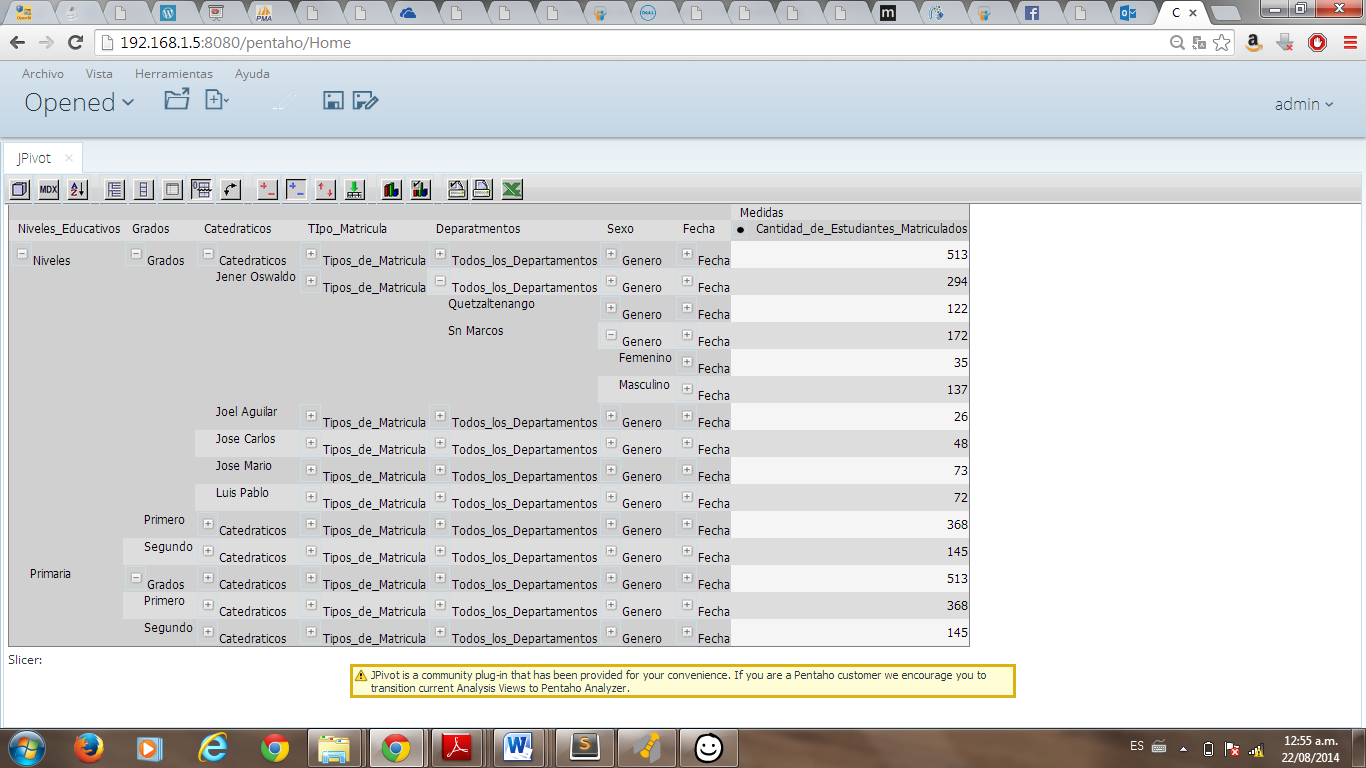 C
192.168.1.5:8080/pentaho/Home
Archivo Vista Herramientas Ayuda
Opened
admin
JPivot
MDX
Medidas
Niveles_Educativos Grados Catedraticos TIpo_Matricula Deparatmentos Sexo Fecha Cantidad_de_Estudiantes_Matriculados
Niveles Grados Catedraticos Tipos_de_Matricula Todos_los_Departamentos Genero Fecha 513
Jener Oswaldo Tipos_de_Matricula Todos_los_Departamentos Genero Fecha 294
Quetzaltenango Genero Fecha 122
Sn Marcos Genero Fecha 172
Femenino Fecha 35
Masculino Fecha 137
Joel Aguilar Tipos_de_Matricula Todos_los_Departamentos Genero Fecha 26
Jose Carlos Tipos_de_Matricula Todos_los_Departamentos Genero Fecha 48
Jose Mario Tipos_de_Matricula Todos_los_Departamentos Genero Fecha 73
Luis Pablo Tipos_de_Matricula Todos_los_Departamentos Genero Fecha 72
Primero Catedraticos Tipos_de_Matricula Todos_los_Departamentos Genero Fecha 368
Segundo Catedraticos Tipos_de_Matricula Todos_los_Departamentos Genero Fecha 145
Primaria Grados Catedraticos Tipos_de_Matricula Todos_los_Departamentos Genero Fecha 513
Primero Catedraticos Tipos_de_Matricula Todos_los_Departamentos Genero Fecha 368
Segundo Catedraticos Tipos_de_Matricula Todos_los_Departamentos Genero Fecha 145
Slicer:
JPivot is a community plug-in that has been provided for your convenience. If you are a Pentaho customer we encourage you to
transition current Analysis Views to Pentaho Analyzer.
ES
12:55 a.m.
22/08/2014